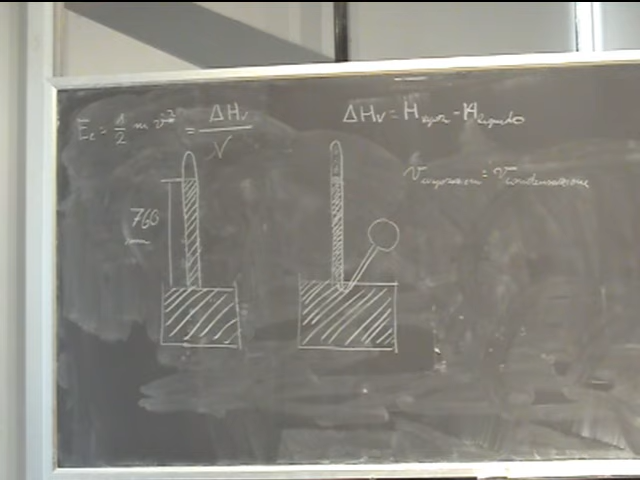 Ec = 1/2 m v² = ΔHv / N
ΔHv = Hvapore - Hliquido
Vevaporazione = Vcondensazione
760